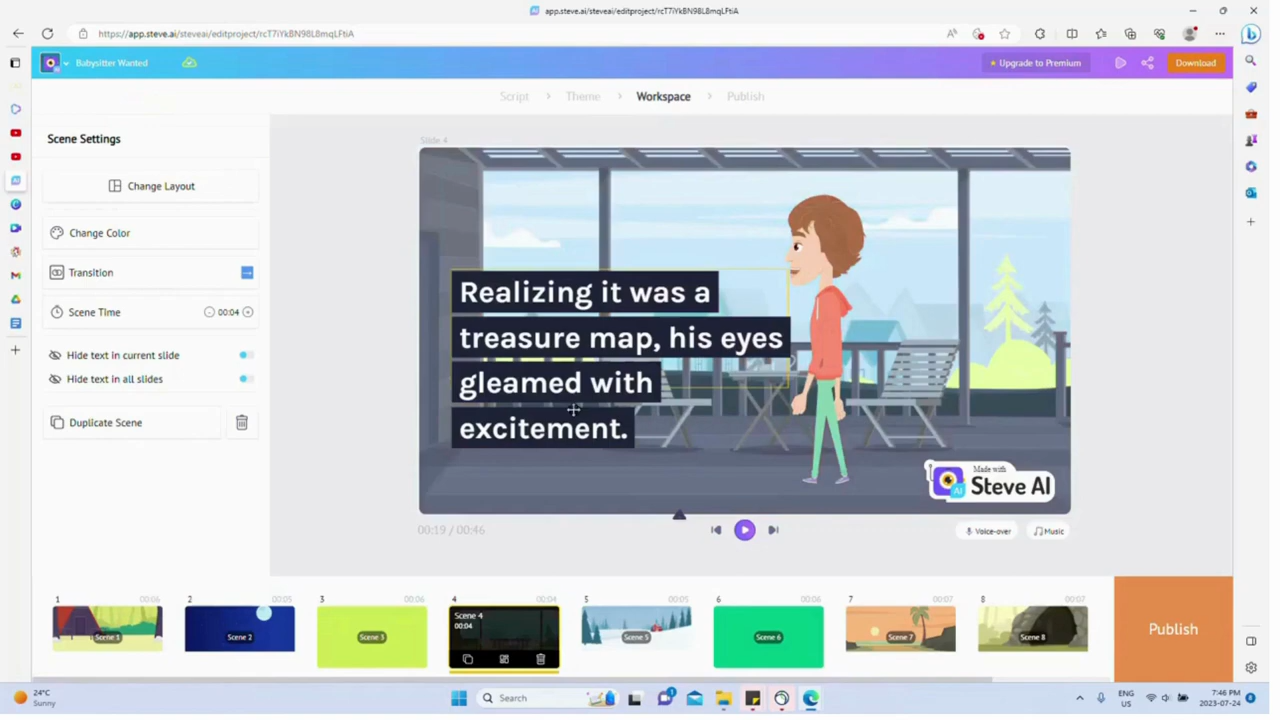 app.steve.ai/steveai/editproject/rcT7iYkBN98L8mqLFtiA
https://app.steve.ai/steveai/editproject/rcT7iYkBN98L8mqLFtiA
Babysitter Wanted
Upgrade to Premium
Download
Script > Theme > Workspace > Publish
Scene Settings
Slide 4
Change Layout
Change Color
Transition
Scene TIme
00:04
Hide text in current slide
Hide text in all slides
Duplicate Scene
Realizing it was a
treasure map, his eyes
gleamed with
excitement.
Made with
AI Steve AI
00:19 / 00:46
Voice-over
Music
1 00:06
2 00:05
3 00:06
4 00:04
5 00:05
6 00:06
7 00:07
8 00:07
Scene 1
Scene 2
Scene 3
Scene 4
00:04
Scene 5
Scene 6
Scene 7
Scene 8
Publish
24°C
Sunny
Search
ENG
US
7:46 PM
2023-07-24